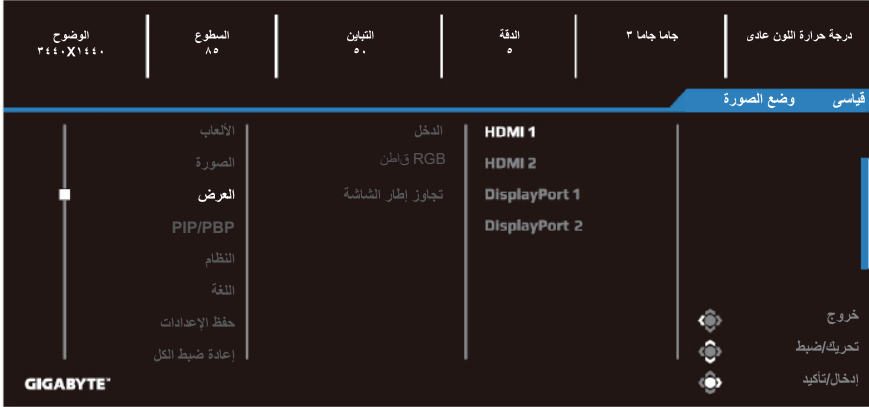 درجة حرارة اللون عادى
جاما جاما ٣
الدقة
٥
التباين
٥٠
السطوع
٨٥
الوضوح
٣٤٤٠X١٤٤٠
قياسى وضع الصورة
الألعاب
الصورة
العرض
PIP/PBP
النظام
اللغة
حفظ الإعدادات
إعادة ضبط الكل
الدخل
RGB قاطن
تجاوز إطار الشاشة
HDMI 1
HDMI 2
DisplayPort 1
DisplayPort 2
خروج
تحريك/ضبط
إدخال/تأكيد
GIGABYTE™